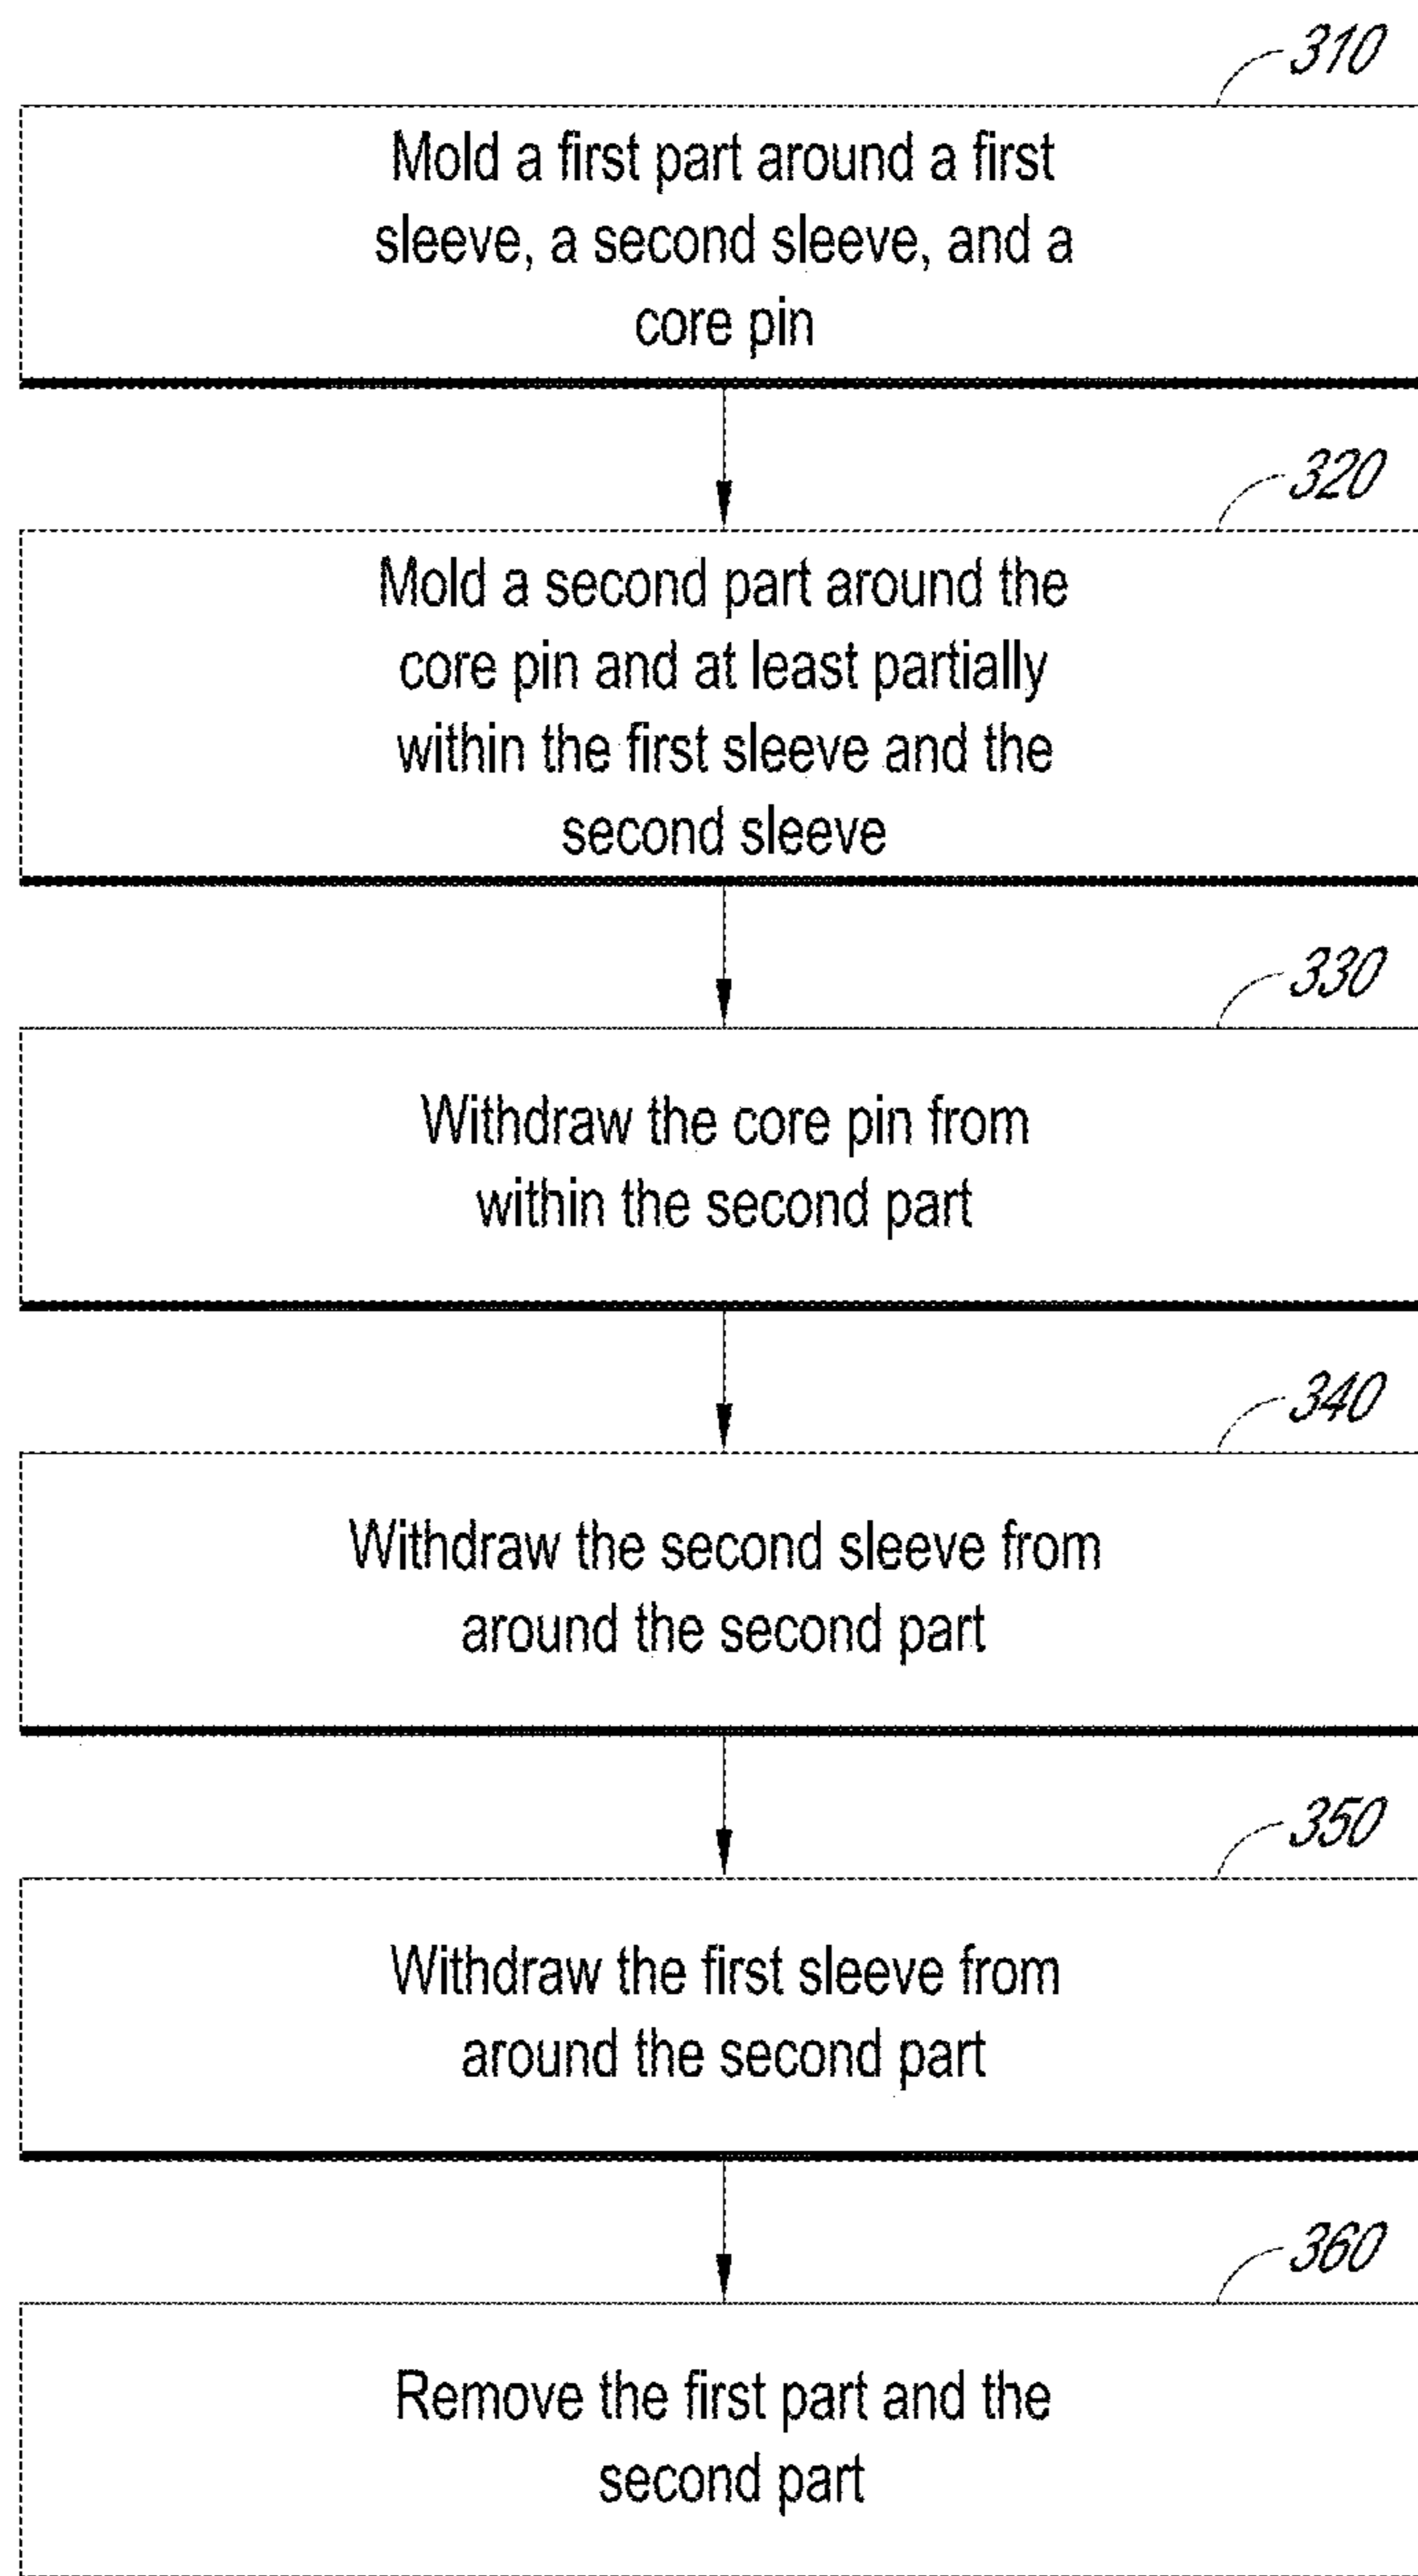 310
Mold a first part around a first
sleeve, a second sleeve, and a
core pin
320
Mold a second part around the
core pin and at least partially
within the first sleeve and the
second sleeve
330
Withdraw the core pin from
within the second part
340
Withdraw the second sleeve from
around the second part
350
Withdraw the first sleeve from
around the second part
360
Remove the first part and the
second part